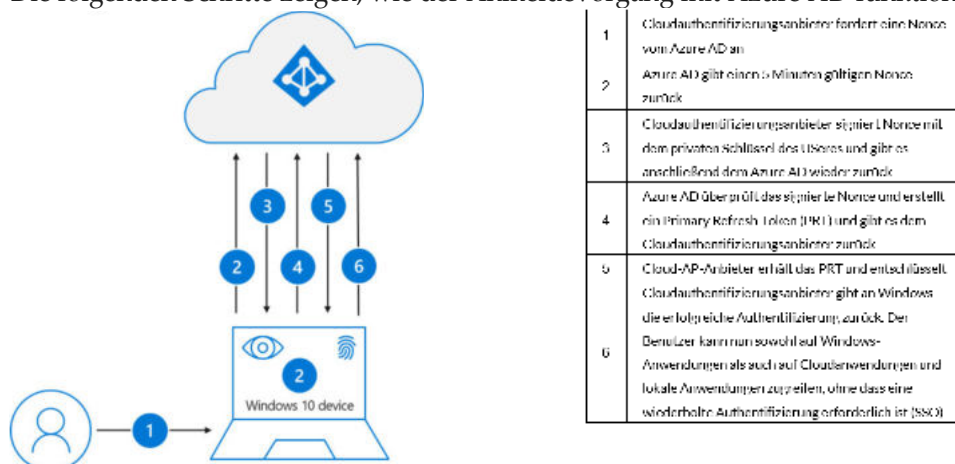 Die folgenden Schritte zeigen, wie der Anmeldevorgang mit Azure AD funktion
3
5
2
4
6
2
Windows 10 device
1
1
Cloudauthentifizierungsanbieter fordert eine Nonce
vom Azure AD an
2
Azure AD gibt einen 5 Minuten gültigen Nonce
zurück
3
Cloudauthentifizierungsanbieter signiert Nonce mit
dem privaten Schlüssel des USeres und gibt es
anschließend dem Azure AD wieder zurück
4
Azure AD überprüft das signierte Nonce und erstellt
ein Primary Refresh Token (PRT) und gibt es dem
Cloudauthentifizierungsanbieter zurück
5
Cloud-AP-Anbieter erhält das PRT und entschlüsselt
6
Cloudauthentifizierungsanbieter gibt an Windows
die erfolgreiche Authentifizierung zurück. Der
Benutzer kann nun sowohl auf Windows-
Anwendungen als auch auf Cloudanwendungen und
lokale Anwendungen zugreifen, ohne dass eine
wiederholte Authentifizierung erforderlich ist (SSO)